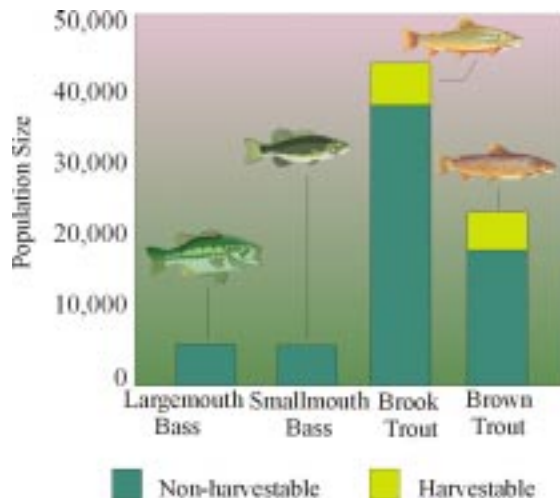 Population Size
50,000
40,000
30,000
20,000
10,000
0
Largemouth Bass
Smallmouth Bass
Brook Trout
Brown Trout
Non-harvestable
Harvestable